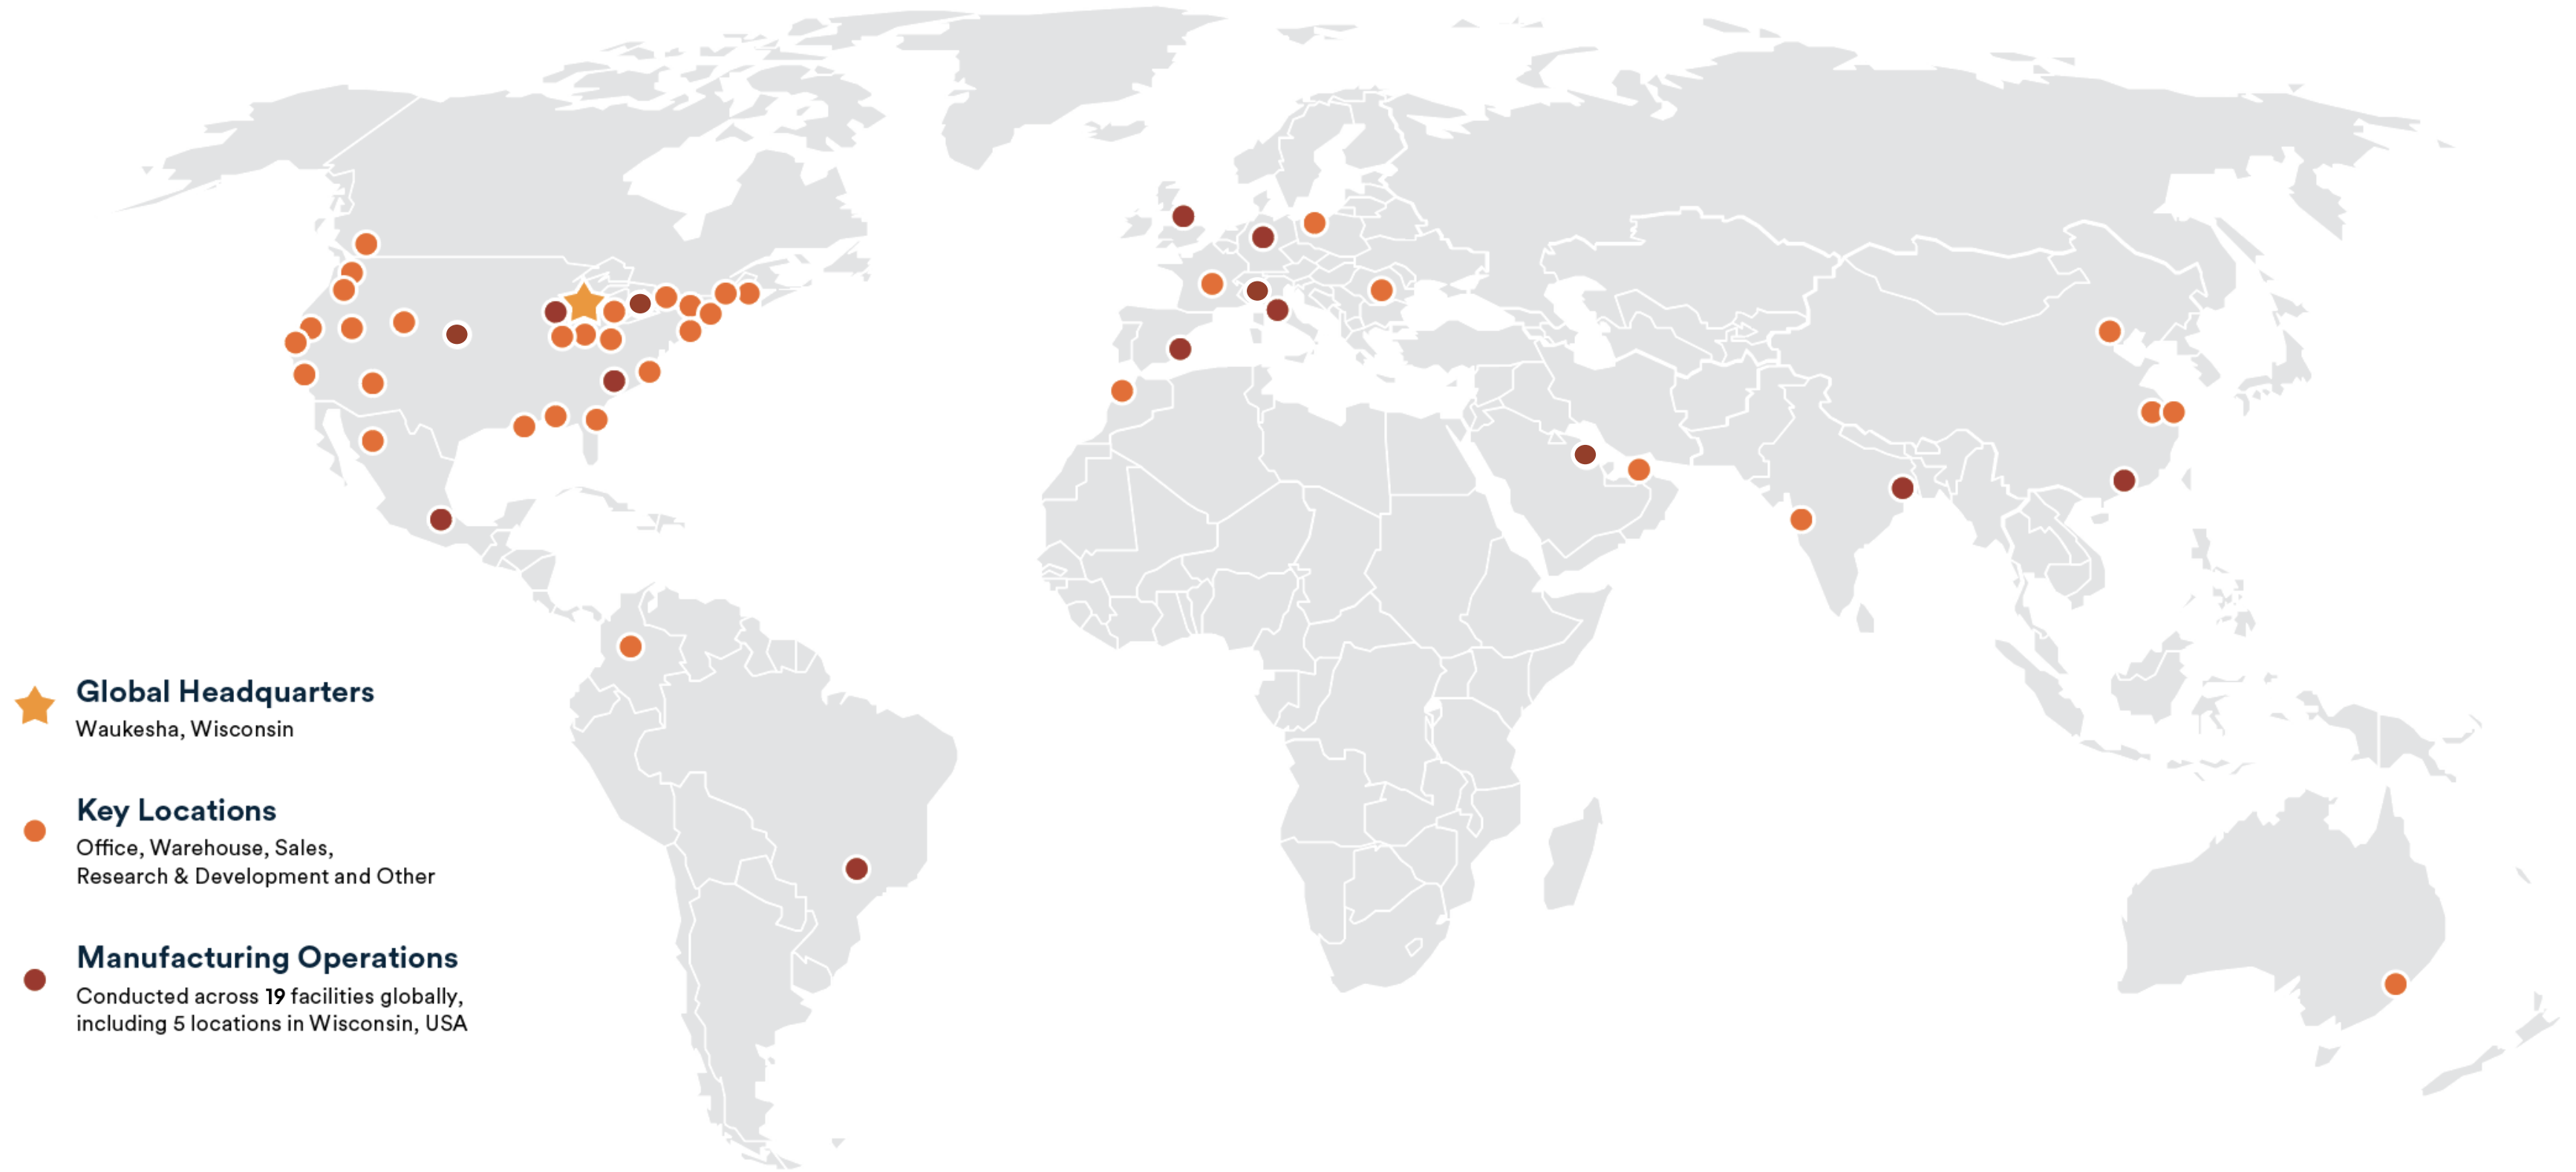 Global Headquarters
Waukesha, Wisconsin
Key Locations
Office, Warehouse, Sales,
Research & Development and Other
Manufacturing Operations
Conducted across 19 facilities globally,
including 5 locations in Wisconsin, USA